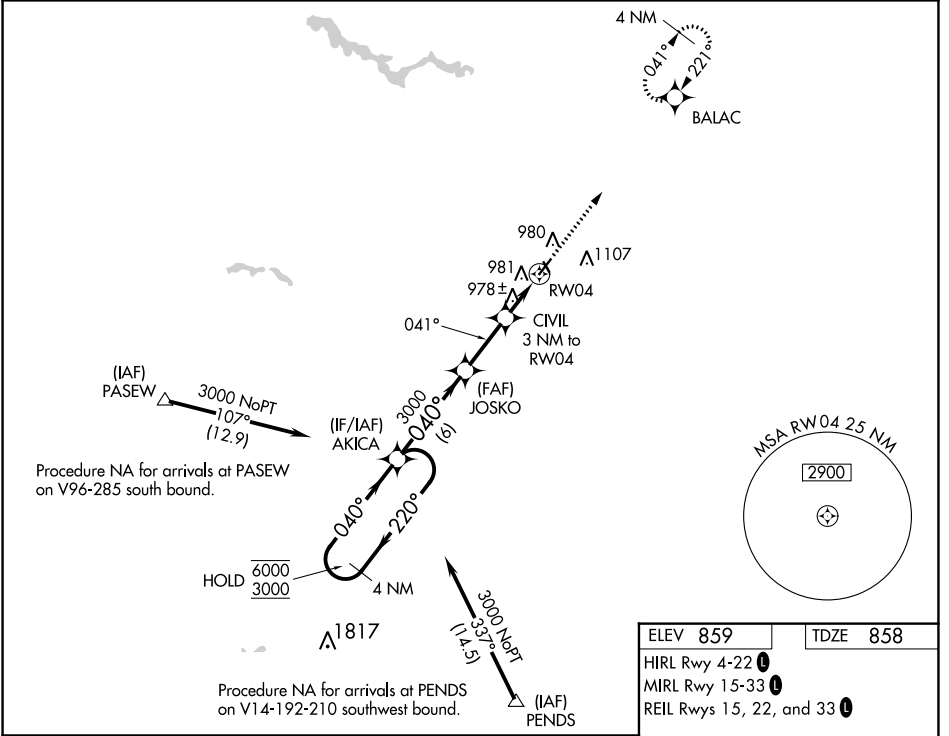 4 NM
041°
221°
BALAC
980
1107
981
RW04
978±
CIVIL
3 NM to
RW04
041°
(IAF)
PASEW
3000 NoPT
107°
(12.9)
(FAF)
JOSKO
3000
040°
(6)
(IF/IAF)
AKICA
Procedure NA for arrivals at PASEW
on V96-285 south bound.
MSA RW04 25 NM
2900
040°
220°
HOLD
6000
3000
4 NM
1817
3000 NoPT
337°
(14.5)
Procedure NA for arrivals at PENDS
on V14-192-210 southwest bound.
(IAF)
PENDS
ELEV 859
TDZE 858
HIRL Rwy 4-22 L
MIRL Rwy 15-33 L
REIL Rwys 15, 22, and 33 L